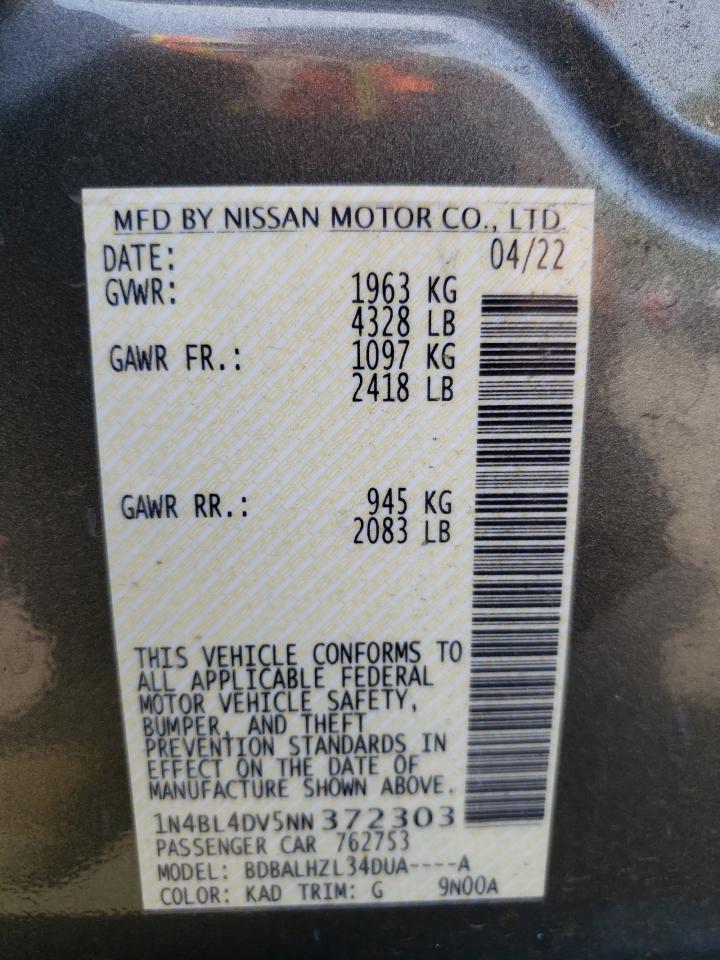 MFD BY NISSAN MOTOR CO., LTD.
DATE: 04/22
GVWR: 1963 KG
4328 LB
GAWR FR.: 1097 KG
2418 LB
GAWR RR.: 945 KG
2083 LB
THIS VEHICLE CONFORMS TO
ALL APPLICABLE FEDERAL
MOTOR VEHICLE SAFETY,
BUMPER, AND THEFT
PREVENTION STANDARDS IN
EFFECT ON THE DATE OF
MANUFACTURE SHOWN ABOVE.
1N4BL4DV5NN372303
PASSENGER CAR 762753
MODEL: BDBALHZL34DUA----A
COLOR: KAD TRIM: G 9N00A